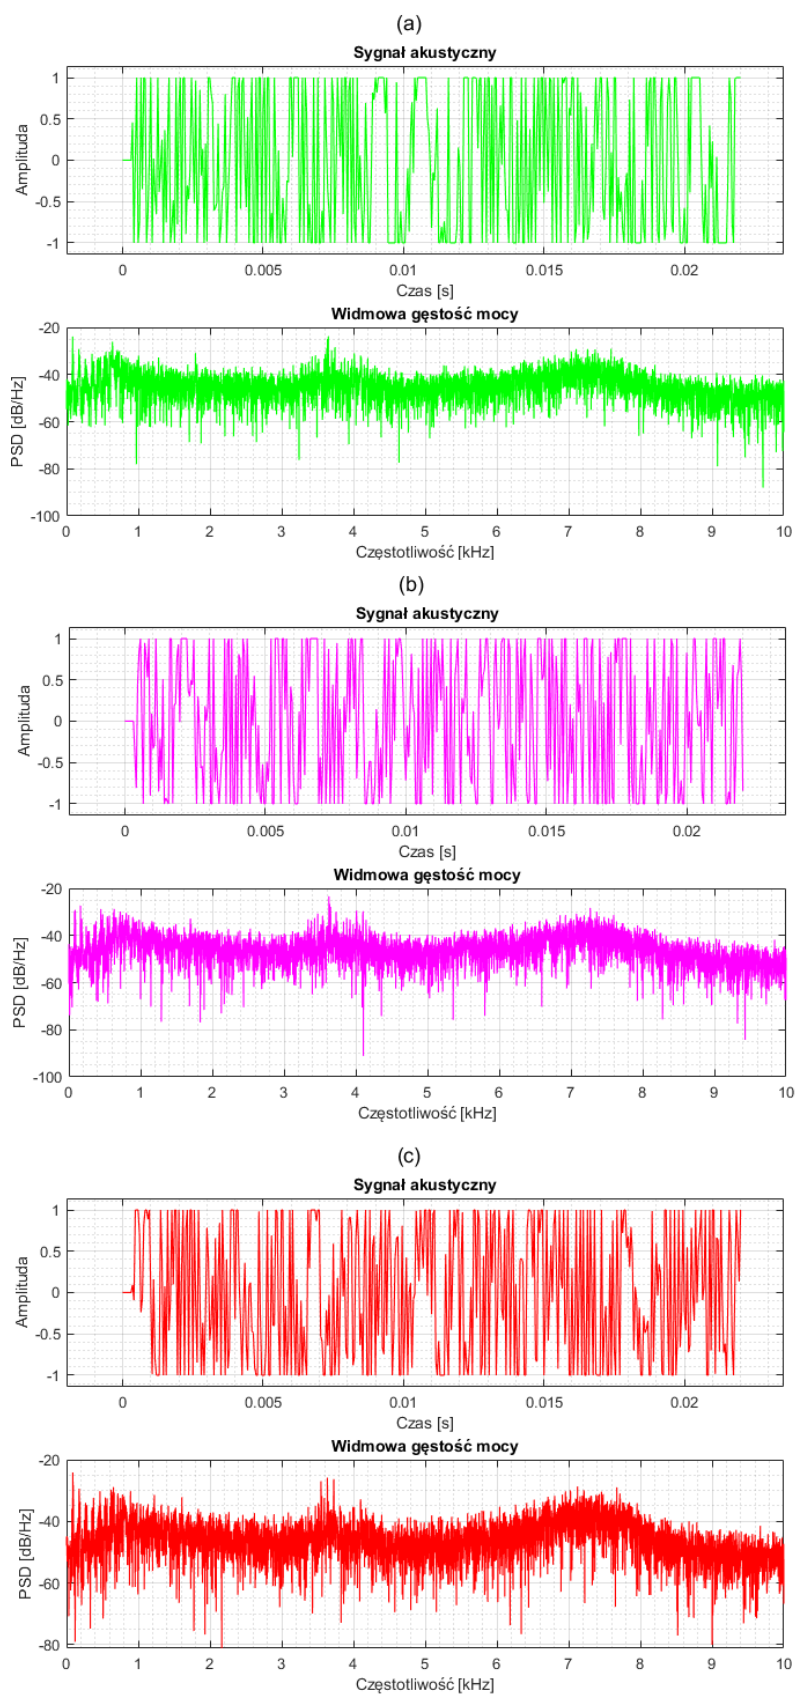 (a)
Sygnał akustyczny
1
0.5
0
-0.5
-1
Amplituda
0 0.005 0.01 0.015 0.02
Czas [s]
Widmowa gęstość mocy
-20
-40
-60
-80
-100
PSD [dB/Hz]
0 1 2 3 4 5 6 7 8 9 10
Częstotliwość [kHz]
(b)
Sygnał akustyczny
1
0.5
0
-0.5
-1
Amplituda
0 0.005 0.01 0.015 0.02
Czas [s]
Widmowa gęstość mocy
-20
-40
-60
-80
-100
PSD [dB/Hz]
0 1 2 3 4 5 6 7 8 9 10
Częstotliwość [kHz]
(c)
Sygnał akustyczny
1
0.5
0
-0.5
-1
Amplituda
0 0.005 0.01 0.015 0.02
Czas [s]
Widmowa gęstość mocy
-20
-40
-60
-80
PSD [dB/Hz]
0 1 2 3 4 5 6 7 8 9 10
Częstotliwość [kHz]